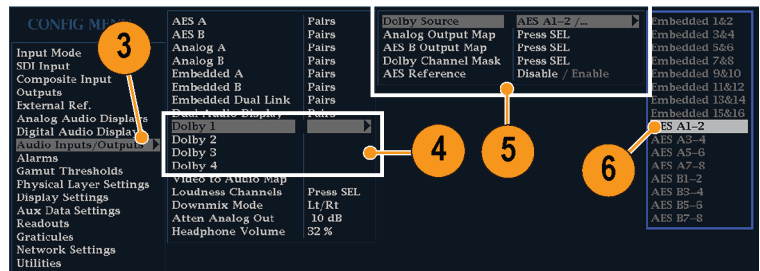 CONFIG MENU
Input Mode
SDI Input
Composite Input
Outputs
External Ref.
Analog Audio Displays
Digital Audio Display
Audio Inputs/Outputs
Alarms
Gamut Thresholds
Physical Layer Settings
Display Settings
Aux Data Settings
Readouts
Graticules
Network Settings
Utilities
3
AES A Pairs
AES B Pairs
Analog A Pairs
Analog B Pairs
Embedded A Pairs
Embedded B Pairs
Embedded Dual Link Pairs
Dual Audio Display Pairs
Dolby 1
Dolby 2
Dolby 3
Dolby 4
Video to Audio Map
Loudness Channels Press SEL
Downmix Mode Lt/Rt
Atten Analog Out 10 dB
Headphone Volume 32 %
4
Dolby Source AES A1-2 /...
Analog Output Map Press SEL
AES B Output Map Press SEL
Dolby Channel Mask Press SEL
AES Reference Disable / Enable
5
Embedded 1&2
Embedded 3&4
Embedded 5&6
Embedded 7&8
Embedded 9&10
Embedded 11&12
Embedded 13&14
Embedded 15&16
AES A1-2
AES A3-4
AES A5-6
AES A7-8
AES B1-2
AES B3-4
AES B5-6
AES B7-8
6